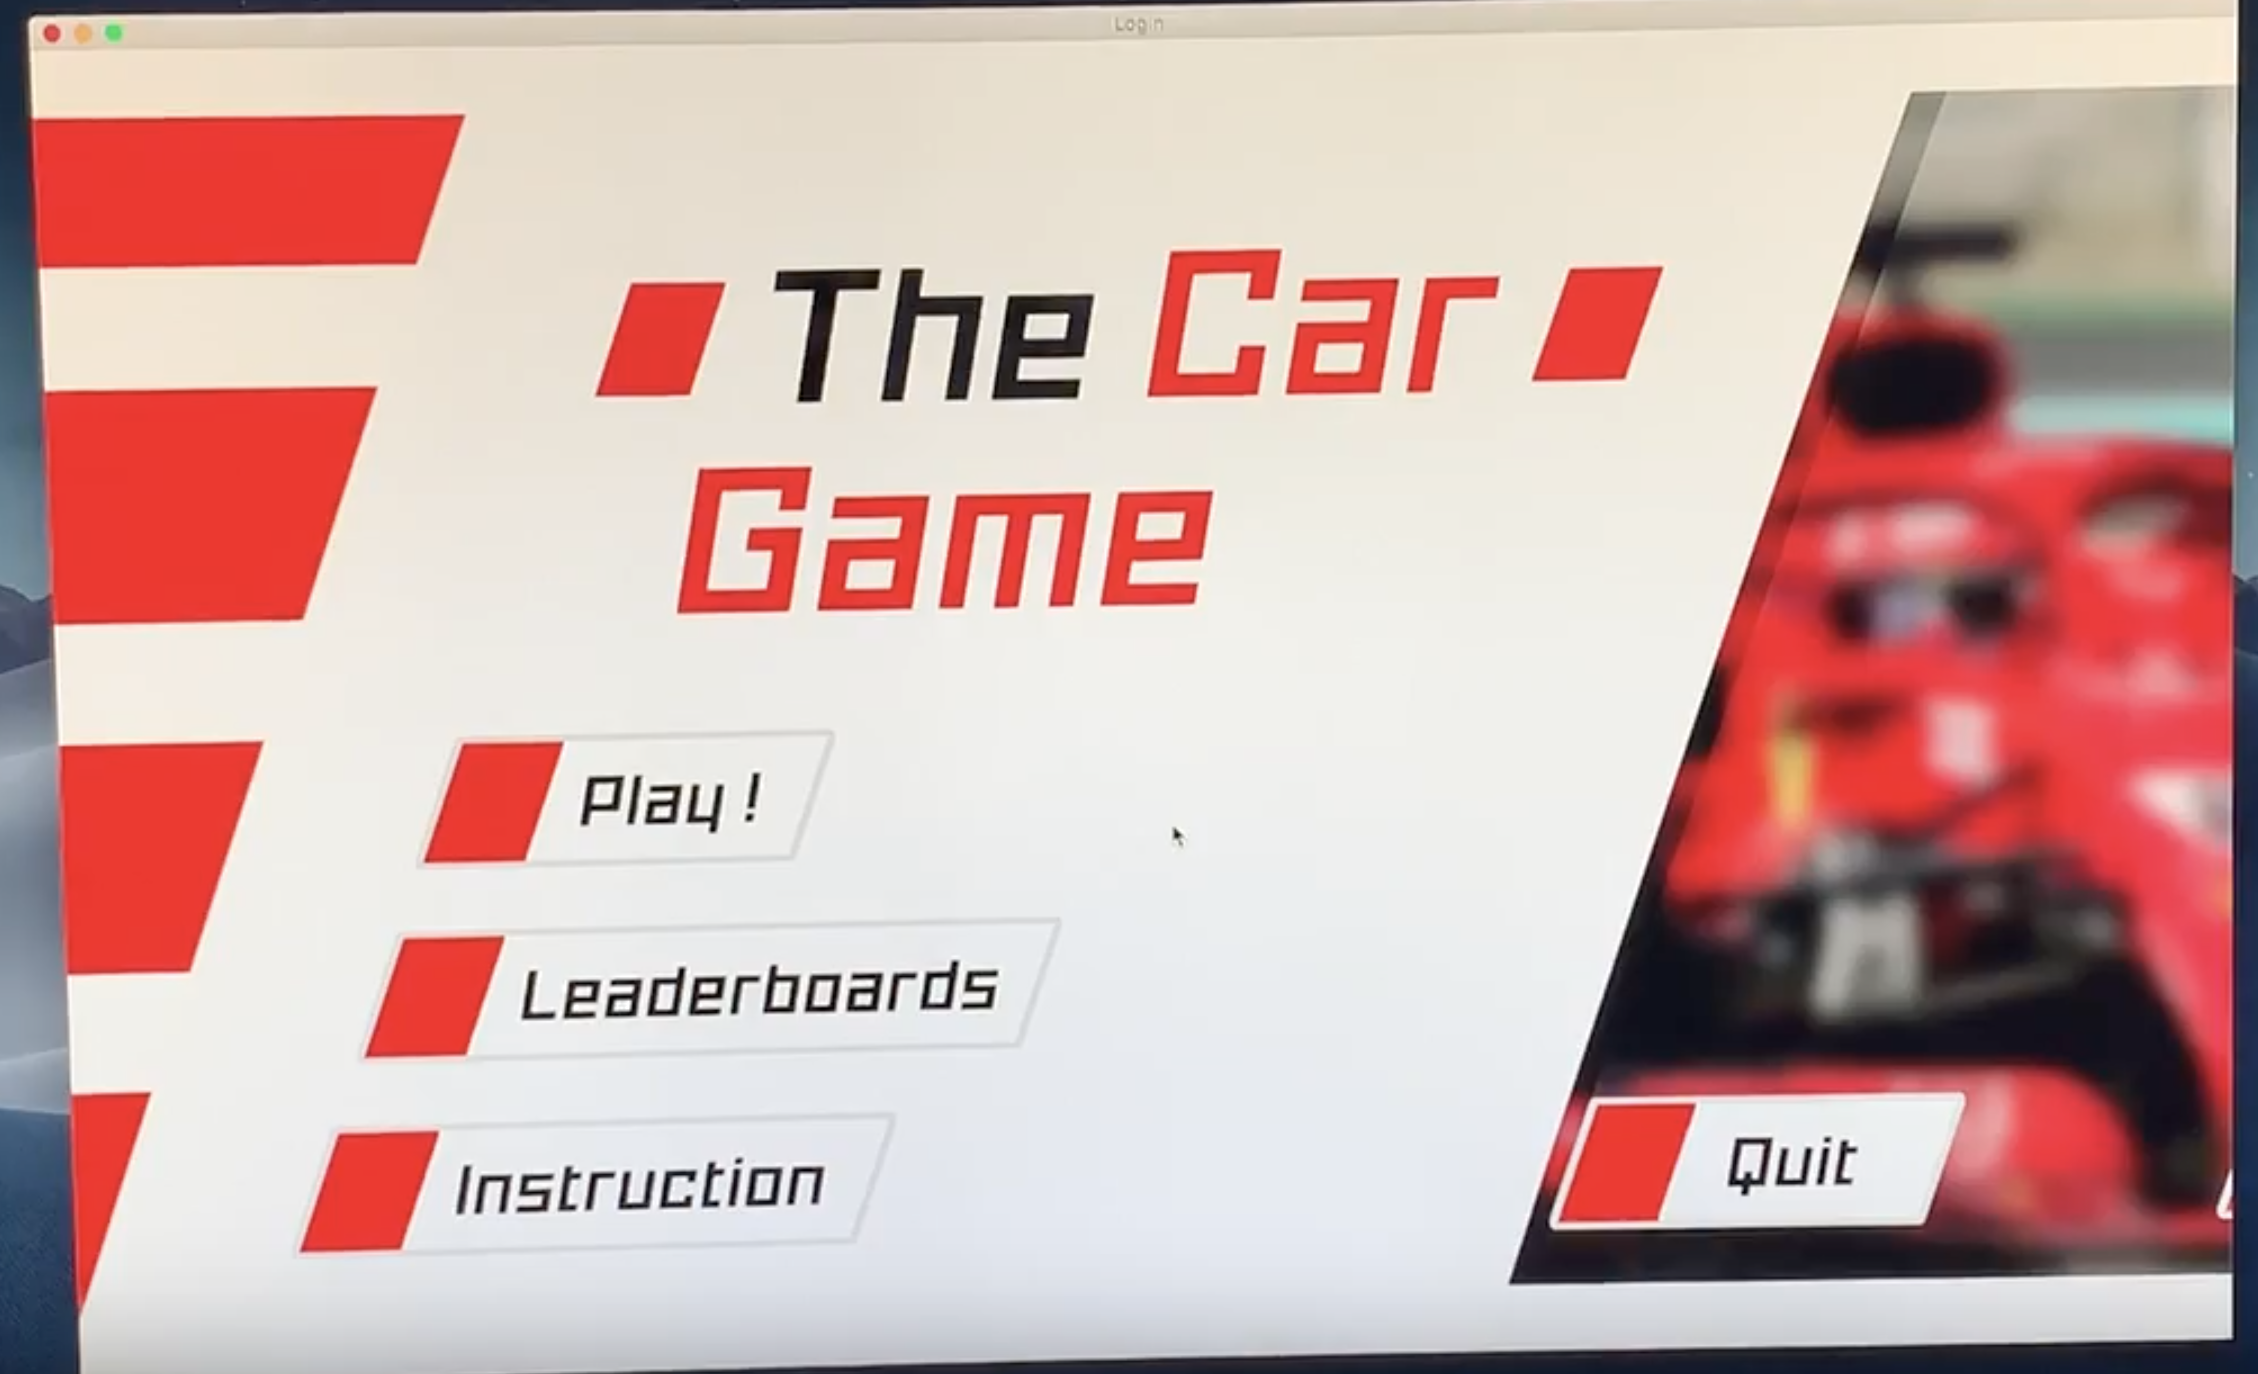 Login
The Car
Game
Play !
Leaderboards
Instruction
Quit